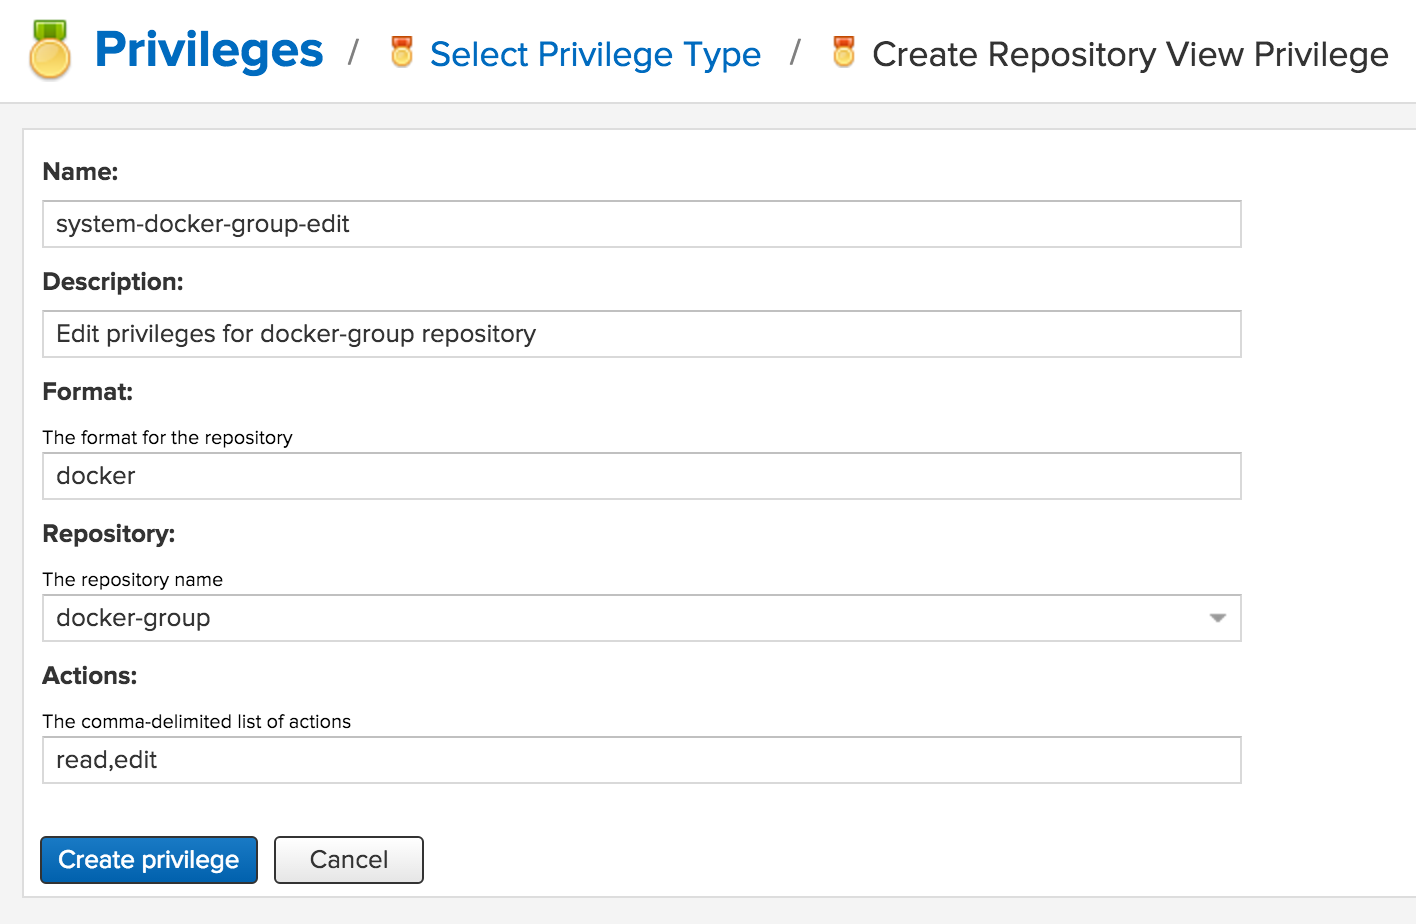 Privileges / Select Privilege Type / Create Repository View Privilege
Name:
system-docker-group-edit
Description:
Edit privileges for docker-group repository
Format:
The format for the repository
docker
Repository:
The repository name
docker-group
Actions:
The comma-delimited list of actions
read,edit
Create privilege Cancel